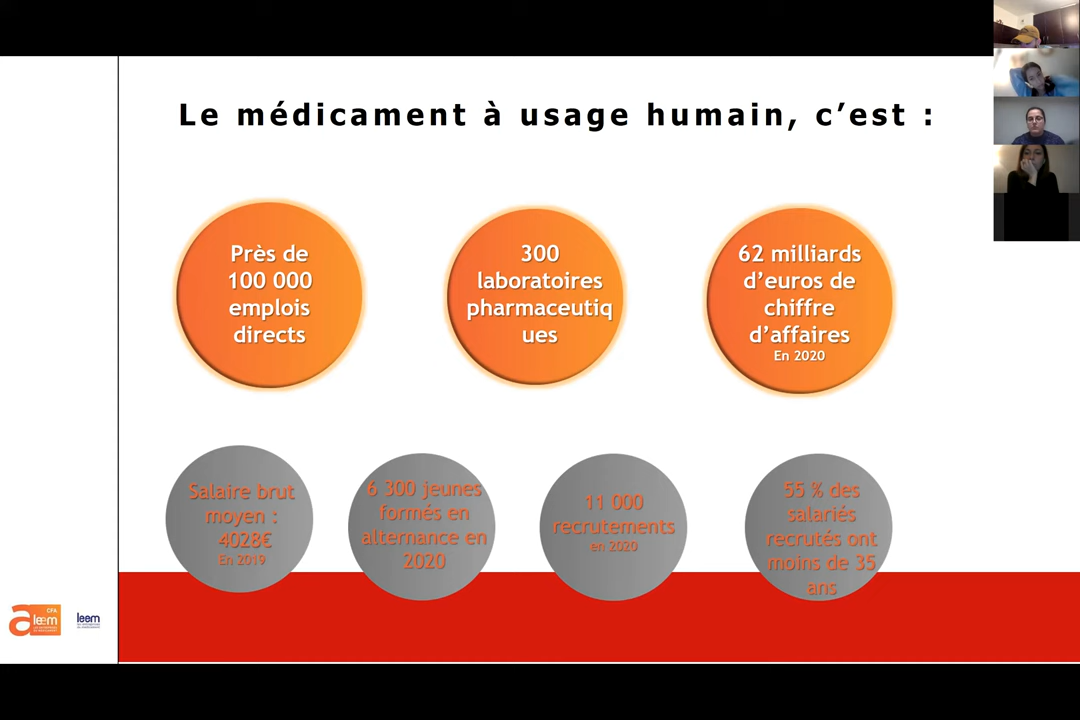 Le médicament à usage humain, c’est :
Près de
100 000
emplois
directs
300
laboratoires
pharmaceutiq
ues
62 milliards
d’euros de
chiffre
d’affaires
En 2020
Salaire brut
moyen :
4028€
En 2019
6 300 jeunes
formés en
alternance en
2020
11 000
recrutements
en 2020
55 % des
salariés
recrutés ont
moins de 35
ans
CFA
leem
leem